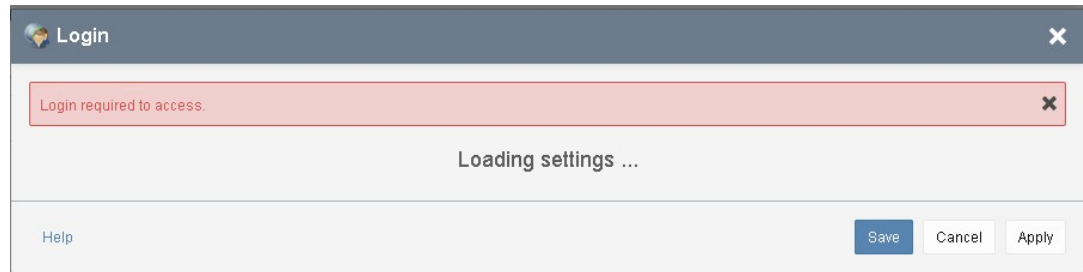 Login
Login required to access.
Loading settings ...
Help
Save Cancel Apply